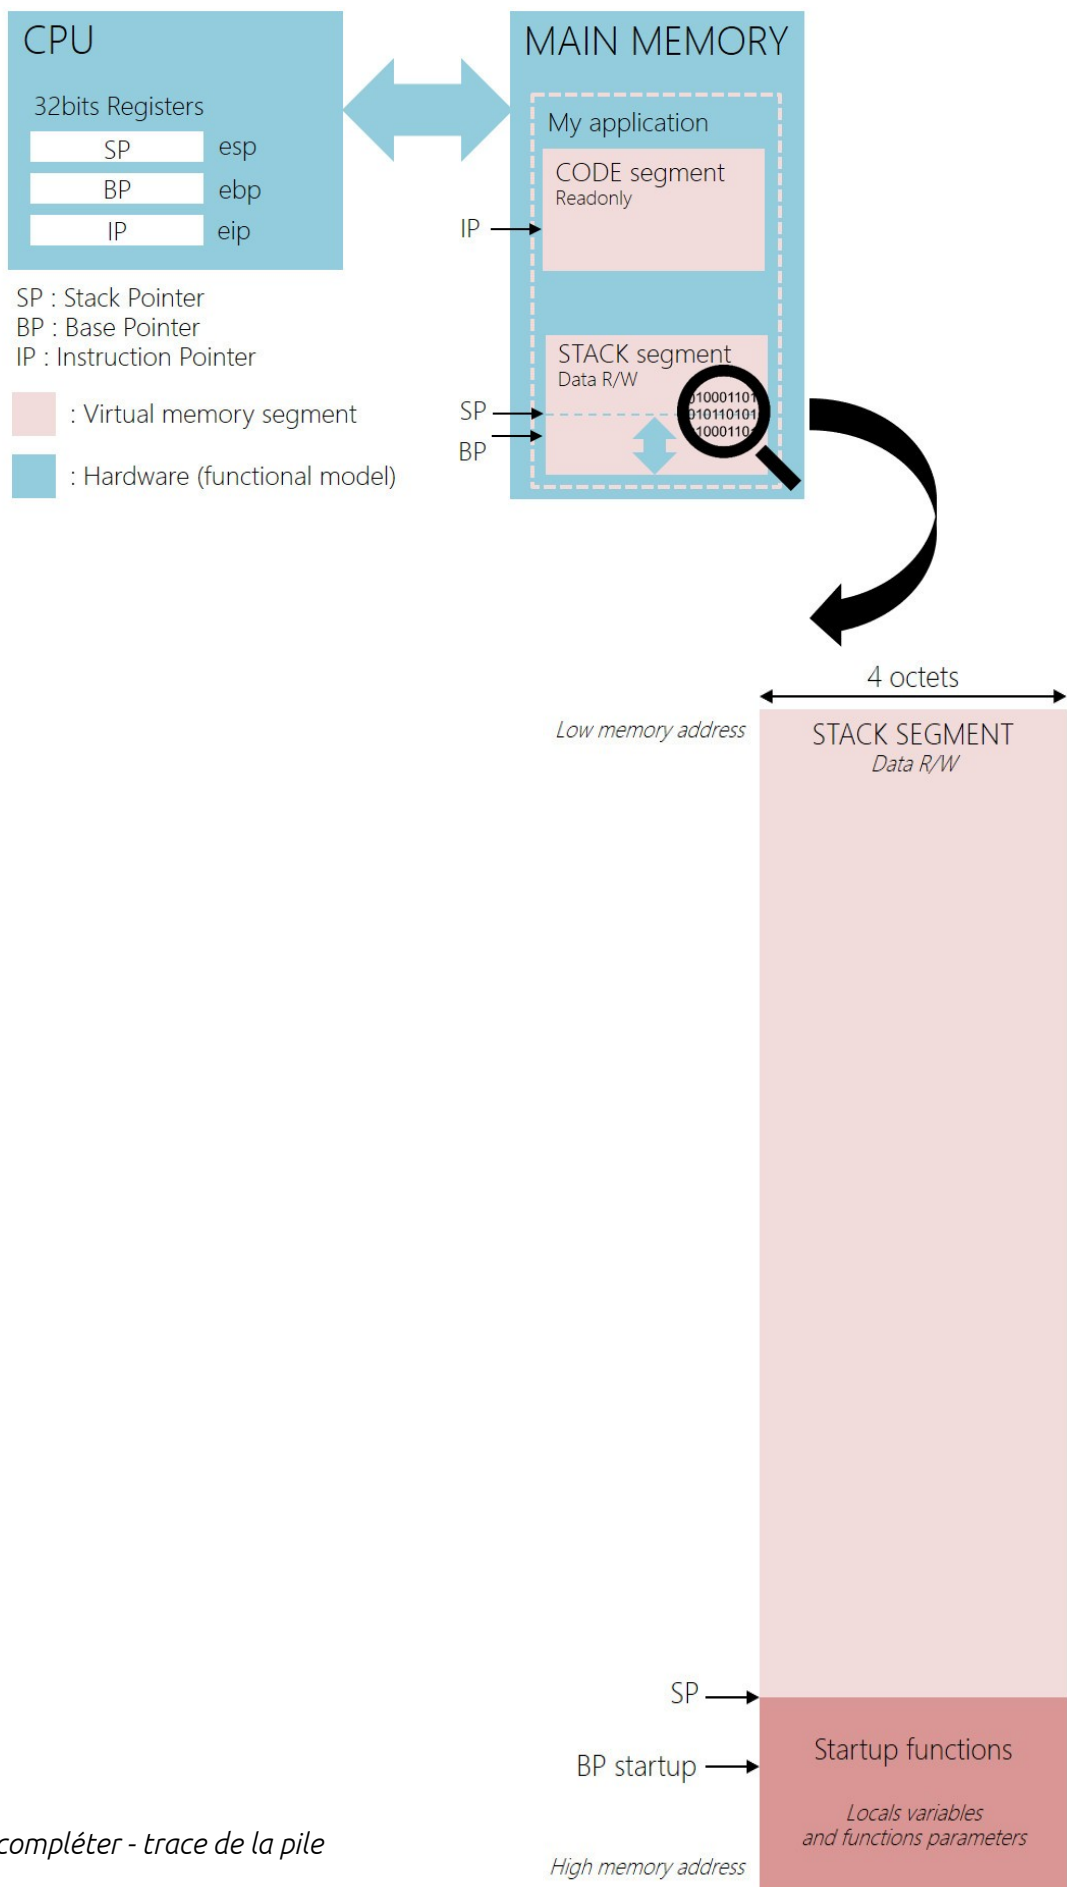 CPU
32bits Registers
SP esp
BP ebp
IP eip
SP : Stack Pointer
BP : Base Pointer
IP : Instruction Pointer
: Virtual memory segment
: Hardware (functional model)
MAIN MEMORY
My application
CODE segment
Readonly
IP
STACK segment
Data R/W
SP
BP
4 octets
Low memory address
STACK SEGMENT
Data R/W
SP
BP startup
Startup functions
Locals variables
and functions parameters
compléter - trace de la pile
High memory address